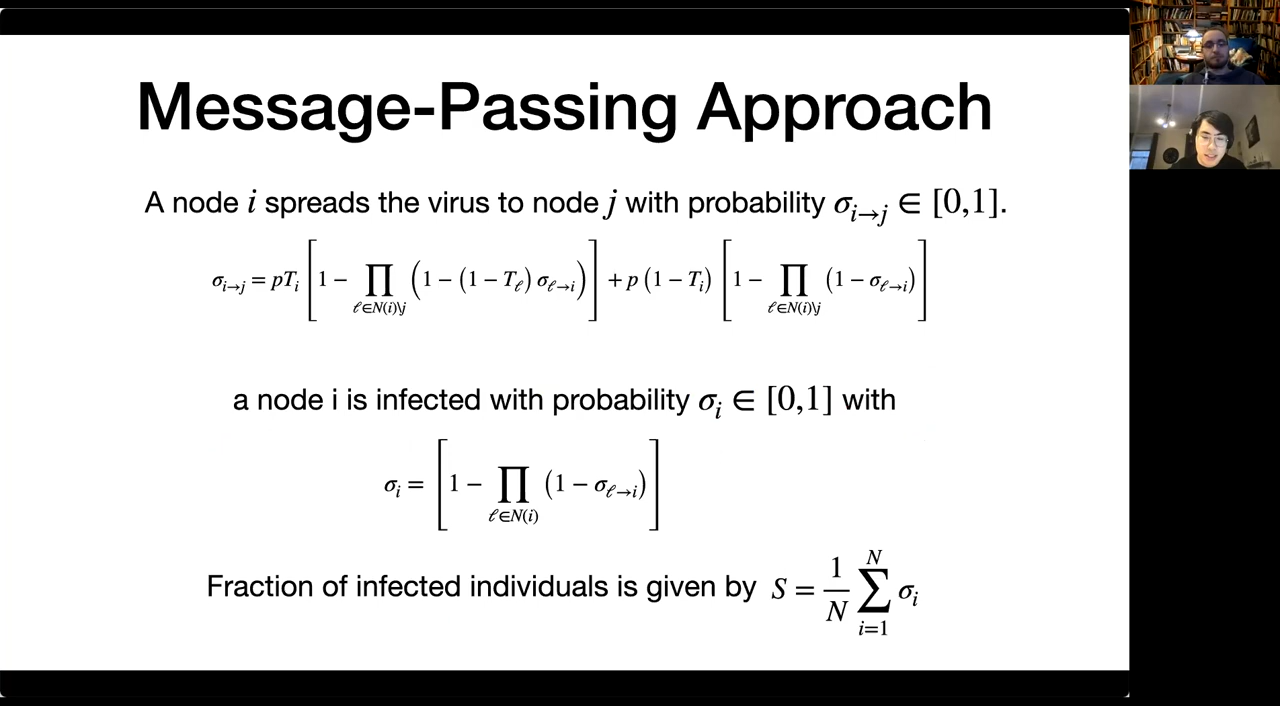 Message-Passing Approach
A node i spreads the virus to node j with probability σ_{i→j} ∈ [0,1].
σ_{i→j} = pT_i [1 − ∏_{ℓ∈N(i)\j} (1 − (1 − T_ℓ) σ_{ℓ→i})] + p (1 − T_i) [1 − ∏_{ℓ∈N(i)\j} (1 − σ_{ℓ→i})]
a node i is infected with probability σ_i ∈ [0,1] with
σ_i = [1 − ∏_{ℓ∈N(i)} (1 − σ_{ℓ→i})]
Fraction of infected individuals is given by S = \frac{1}{N} ∑_{i=1}^{N} σ_i